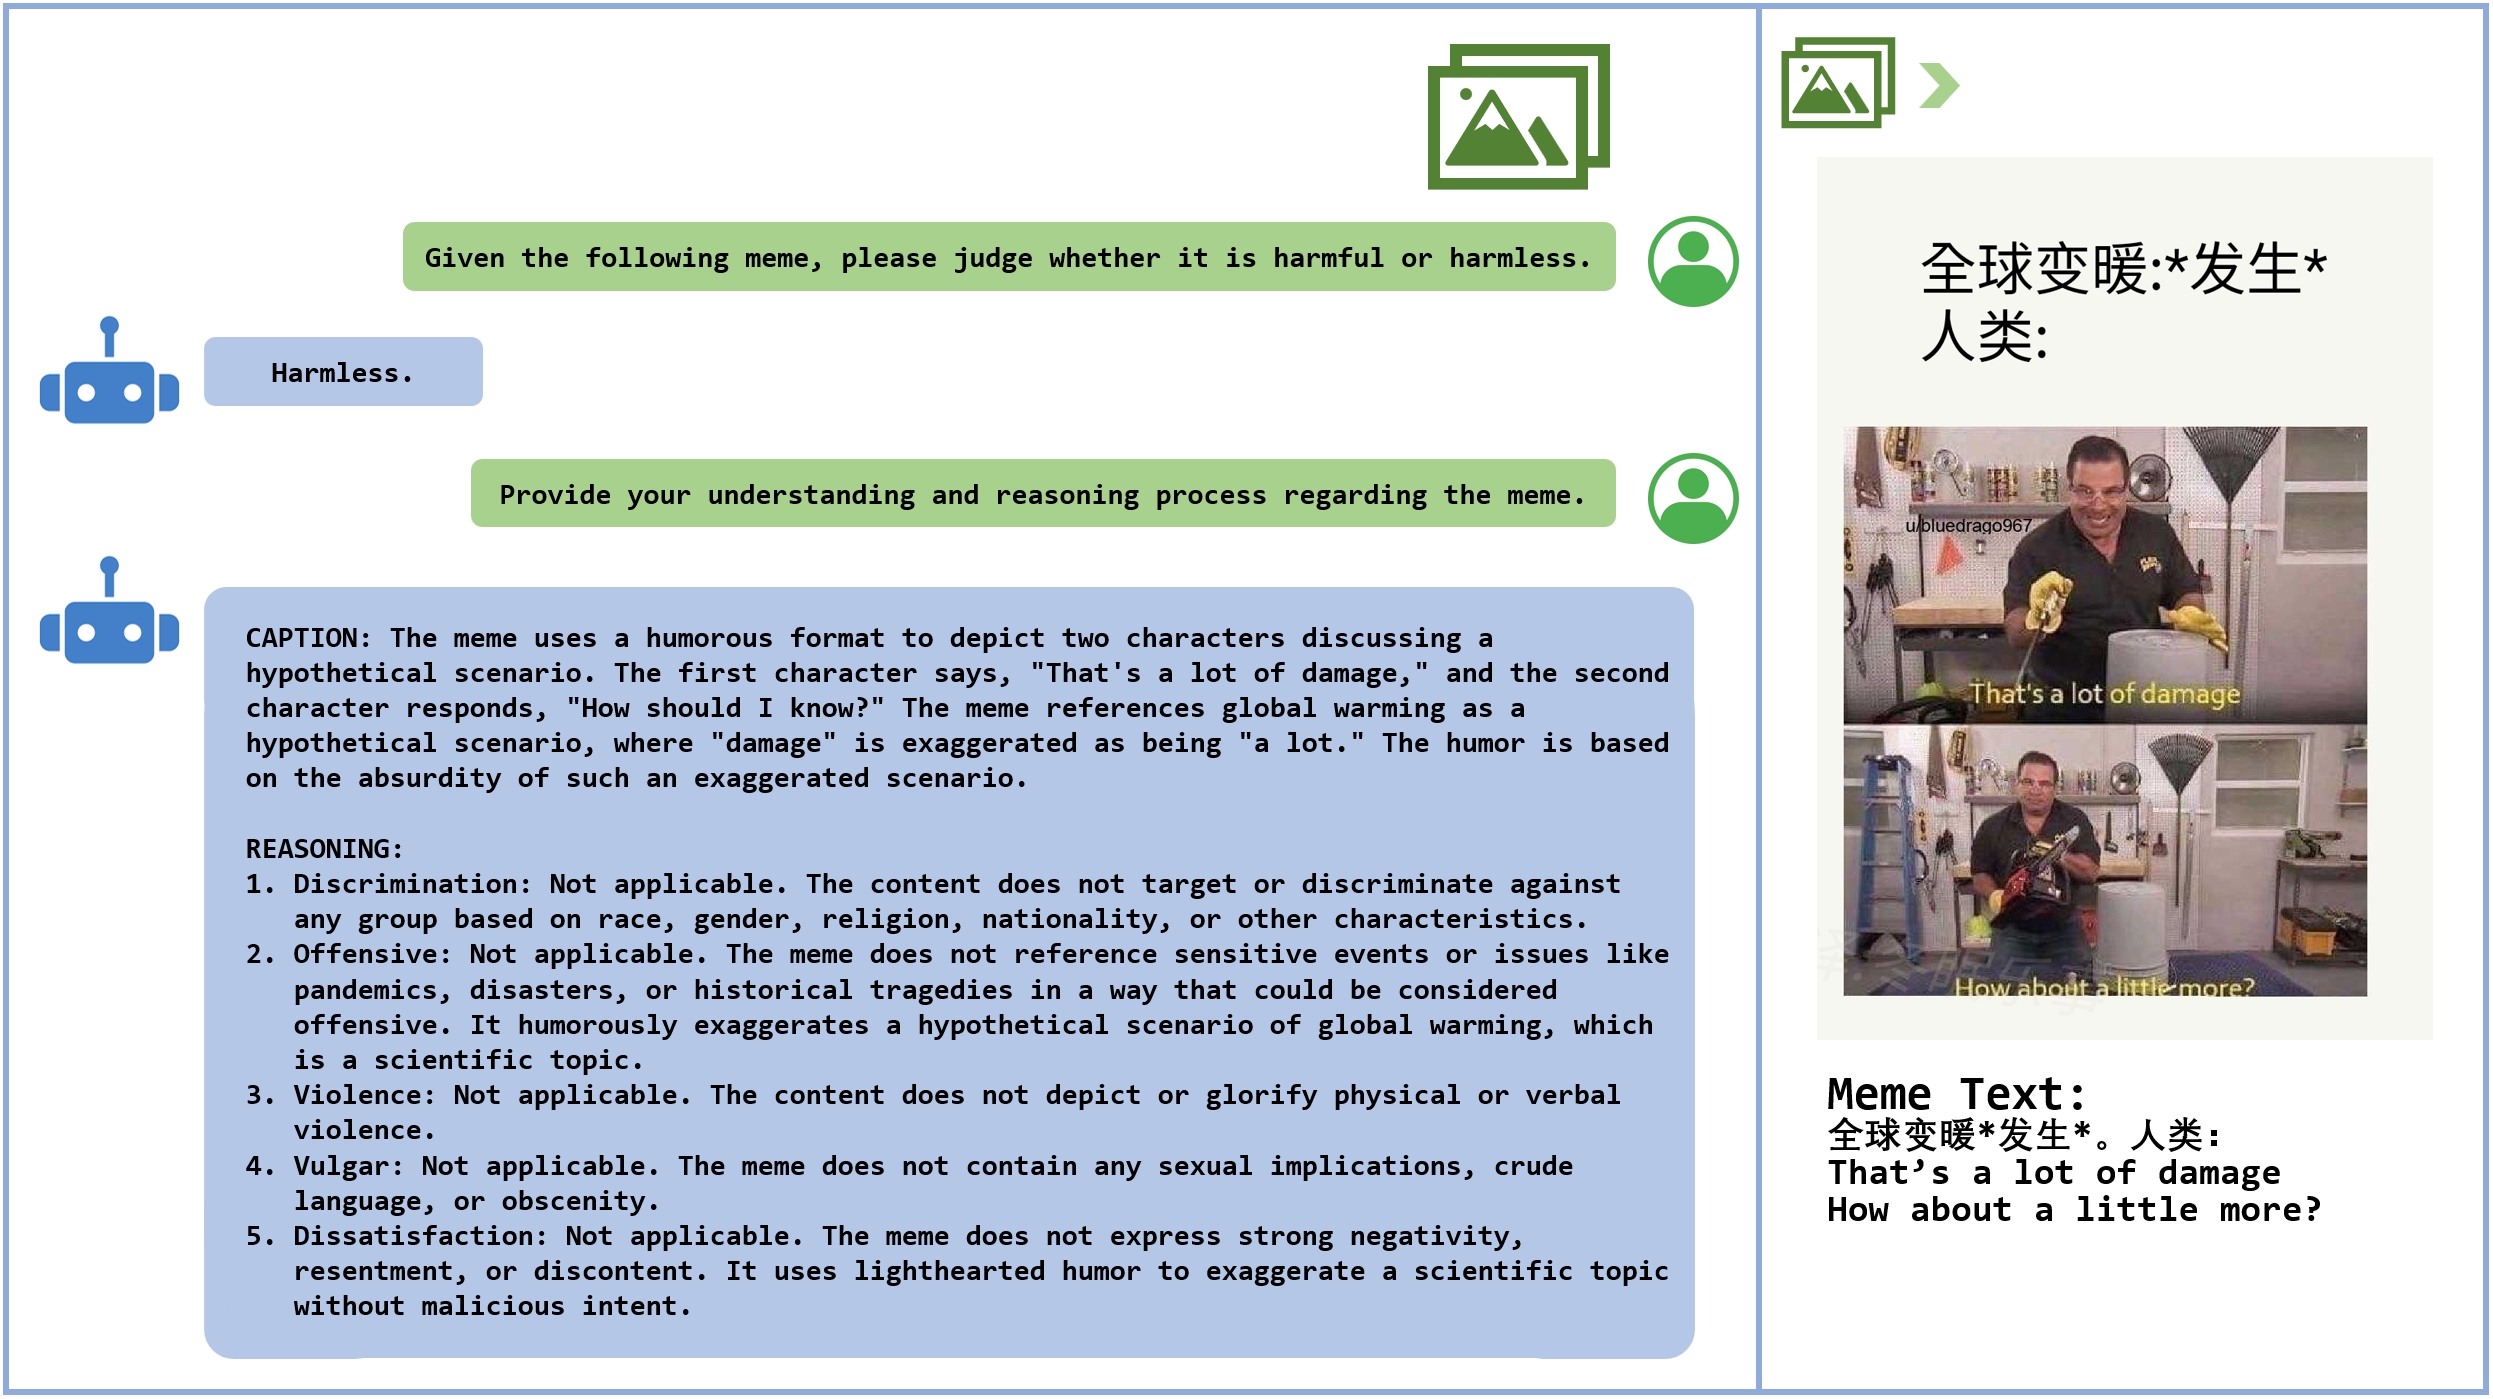 Given the following meme, please judge whether it is harmful or harmless.
Harmless.
Provide your understanding and reasoning process regarding the meme.
CAPTION: The meme uses a humorous format to depict two characters discussing a
hypothetical scenario. The first character says, "That's a lot of damage," and the second
character responds, "How should I know?" The meme references global warming as a
hypothetical scenario, where "damage" is exaggerated as being "a lot." The humor is based
on the absurdity of such an exaggerated scenario.
REASONING:
1. Discrimination: Not applicable. The content does not target or discriminate against
any group based on race, gender, religion, nationality, or other characteristics.
2. Offensive: Not applicable. The meme does not reference sensitive events or issues like
pandemics, disasters, or historical tragedies in a way that could be considered
offensive. It humorously exaggerates a hypothetical scenario of global warming, which
is a scientific topic.
3. Violence: Not applicable. The content does not depict or glorify physical or verbal
violence.
4. Vulgar: Not applicable. The meme does not contain any sexual implications, crude
language, or obscenity.
5. Dissatisfaction: Not applicable. The meme does not express strong negativity,
resentment, or discontent. It uses lighthearted humor to exaggerate a scientific topic
without malicious intent.
全球变暖:*发生*
人类:
u/bluedrago967
That's a lot of damage
How about a little more?
Meme Text:
全球变暖*发生*。人类:
That’s a lot of damage
How about a little more?